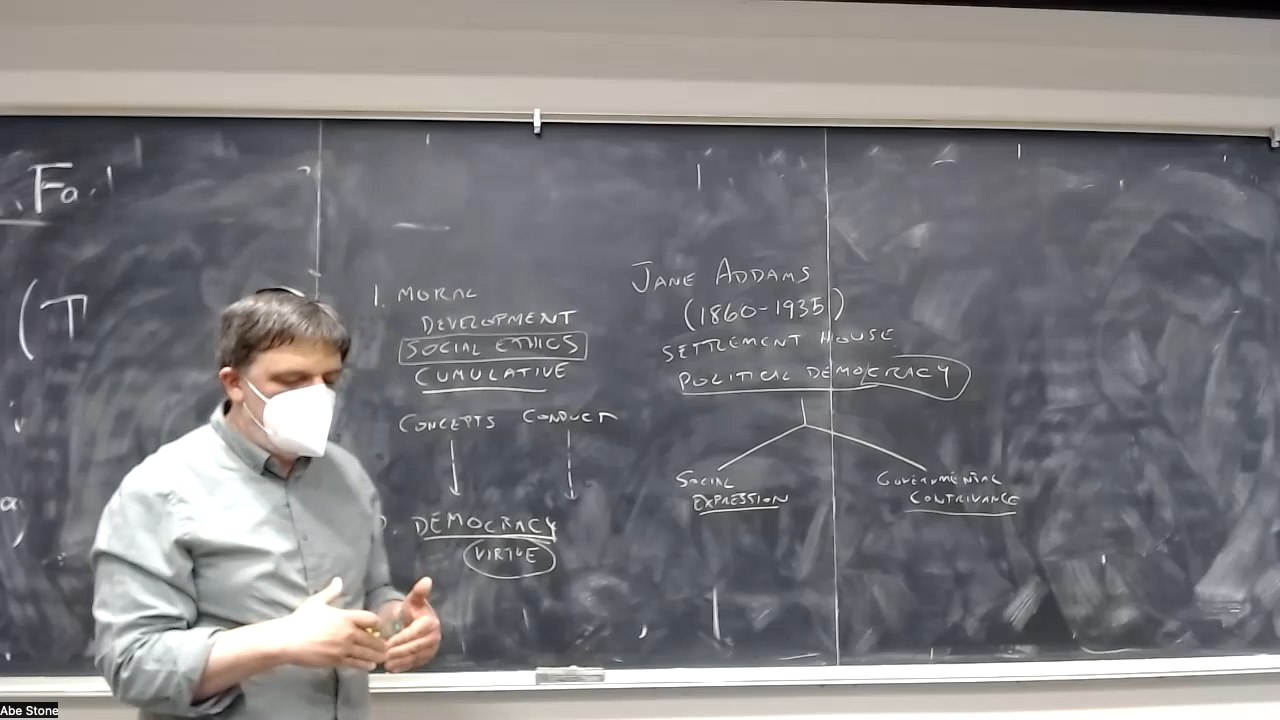 Fa
(T
1. MORAL
DEVELOPMENT
SOCIAL ETHICS
CUMULATIVE
CONCEPTS CONDUCT
DEMOCRACY
VIRTUE
JANE ADDAMS
(1860-1935)
SETTLEMENT HOUSE
POLITICAL DEMOCRACY
SOCIAL
EXPRESSION
GOVERNMENTAL
CONTRIVANCE
Abe Stone